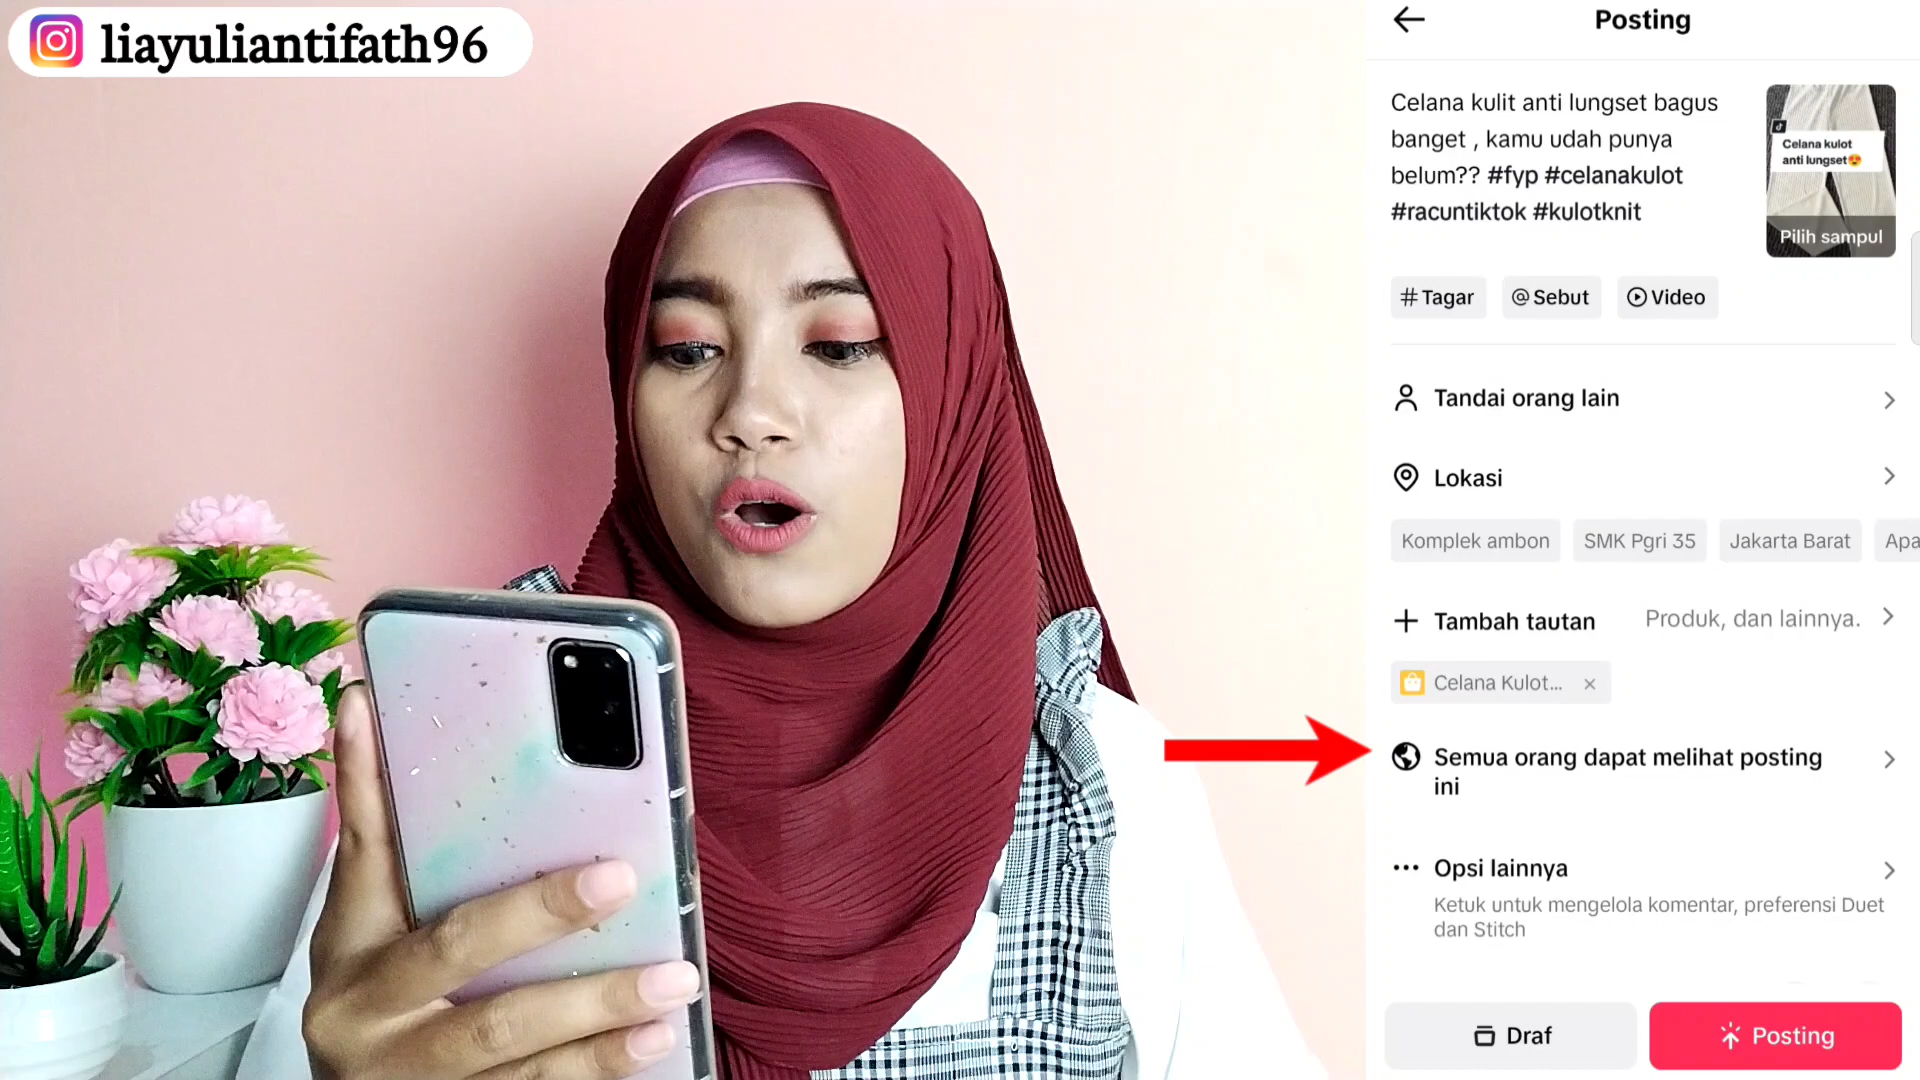 liayuliantifath96
Posting
Celana kulit anti lungset bagus
banget , kamu udah punya
belum?? #fyp #celanakulot
#racuntiktok #kulotknit
Celana kulot
anti lungset😍
Pilih sampul
# Tagar
@ Sebut
Video
Tandai orang lain
Lokasi
Komplek ambon
SMK Pgri 35
Jakarta Barat
Apa
Tambah tautan
Produk, dan lainnya.
Celana Kulot...
Semua orang dapat melihat posting
ini
Opsi lainnya
Ketuk untuk mengelola komentar, preferensi Duet
dan Stitch
Draf
Posting